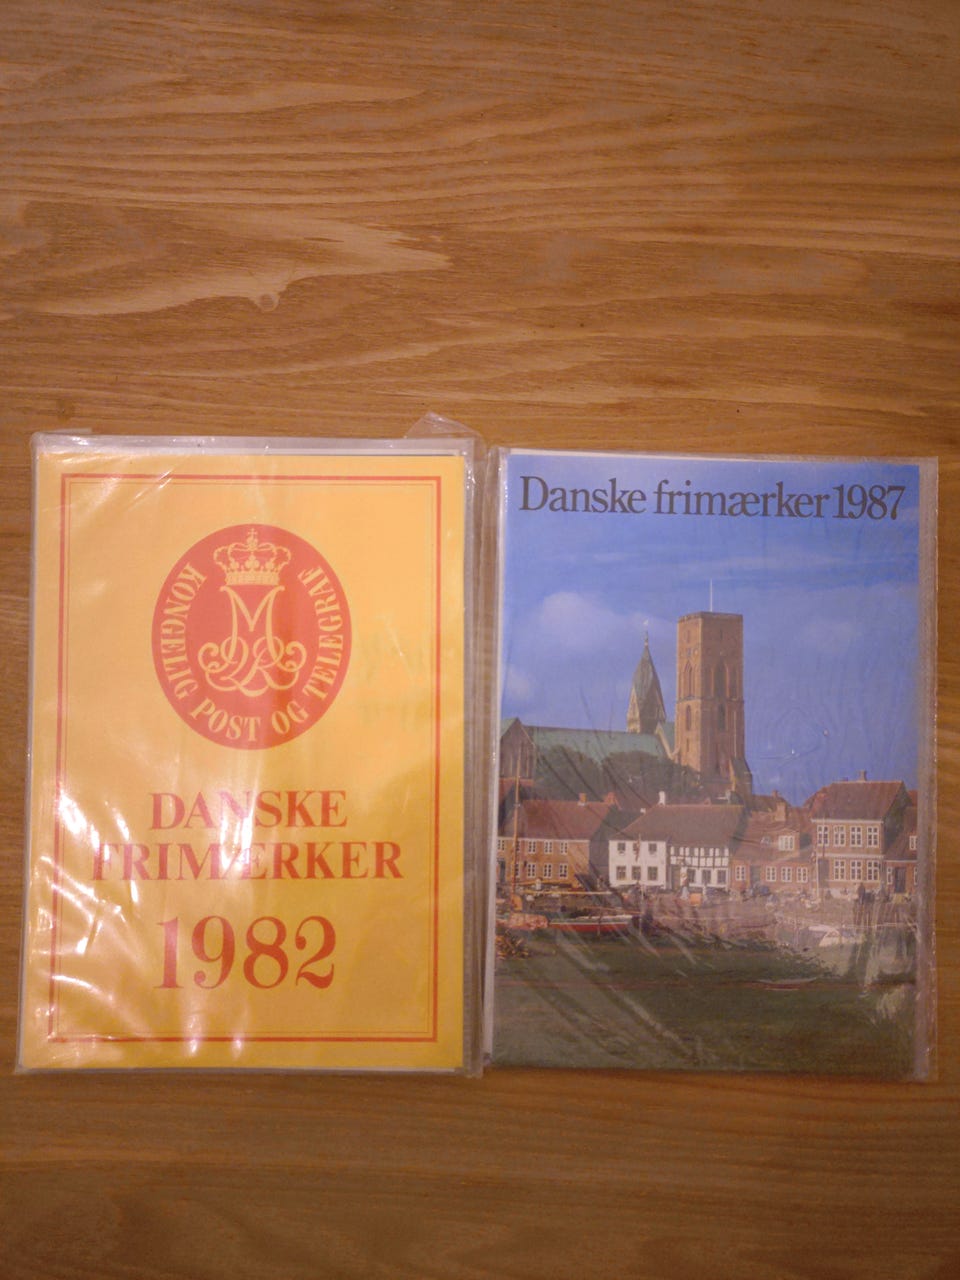 KONGELIG POST OG TELEGRAF
DANSKE
FRIMÆRKER
1982
Danske frimærker 1987